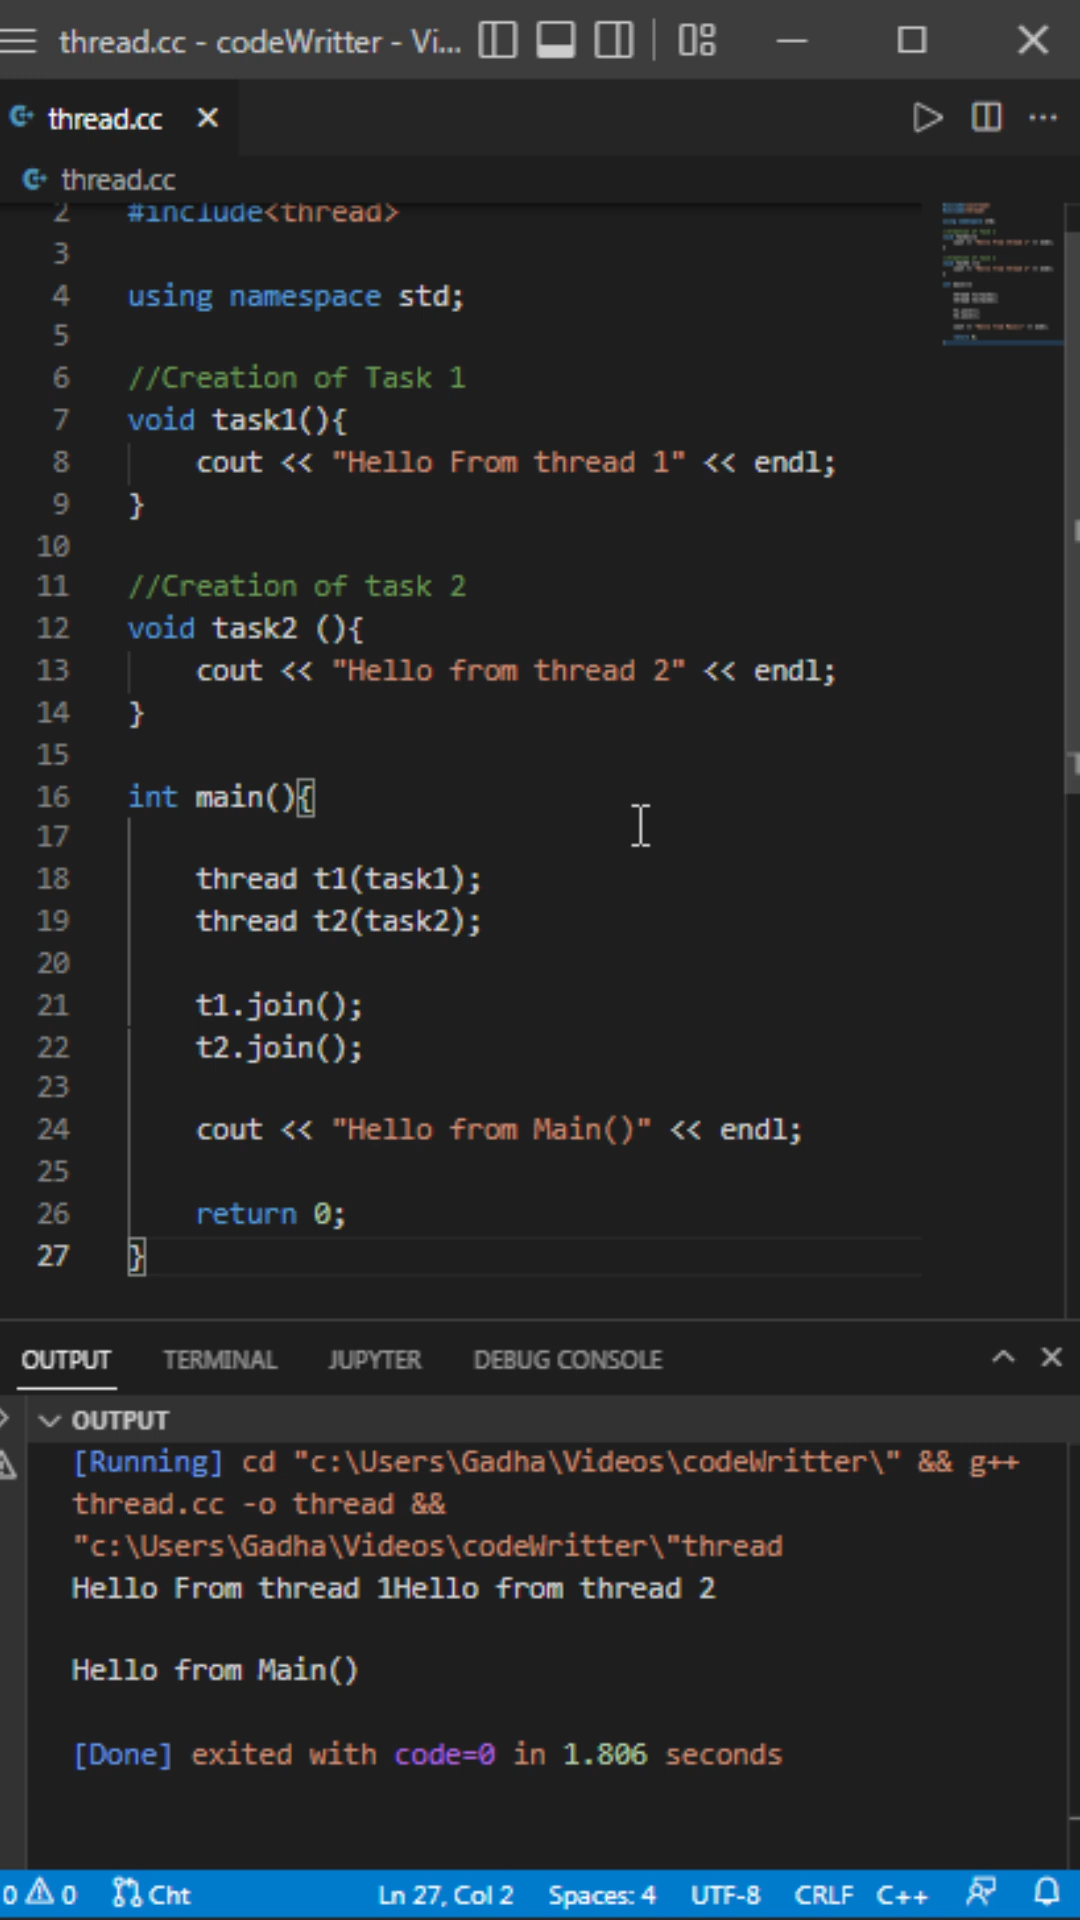 thread.cc - codeWritter - Vi...
thread.cc
thread.cc
2 #include<thread>
3
4 using namespace std;
5
6 //Creation of Task 1
7 void task1(){
8 cout << "Hello From thread 1" << endl;
9 }
10
11 //Creation of task 2
12 void task2 (){
13 cout << "Hello from thread 2" << endl;
14 }
15
16 int main(){
17
18 thread t1(task1);
19 thread t2(task2);
20
21 t1.join();
22 t2.join();
23
24 cout << "Hello from Main()" << endl;
25
26 return 0;
27 }
OUTPUT TERMINAL JUPYTER DEBUG CONSOLE
OUTPUT
[Running] cd "c:\Users\Gadha\Videos\codeWritter\" && g++
thread.cc -o thread &&
"c:\Users\Gadha\Videos\codeWritter\"thread
Hello From thread 1Hello from thread 2
Hello from Main()
[Done] exited with code=0 in 1.806 seconds
0 0 Cht Ln 27, Col 2 Spaces: 4 UTF-8 CRLF C++